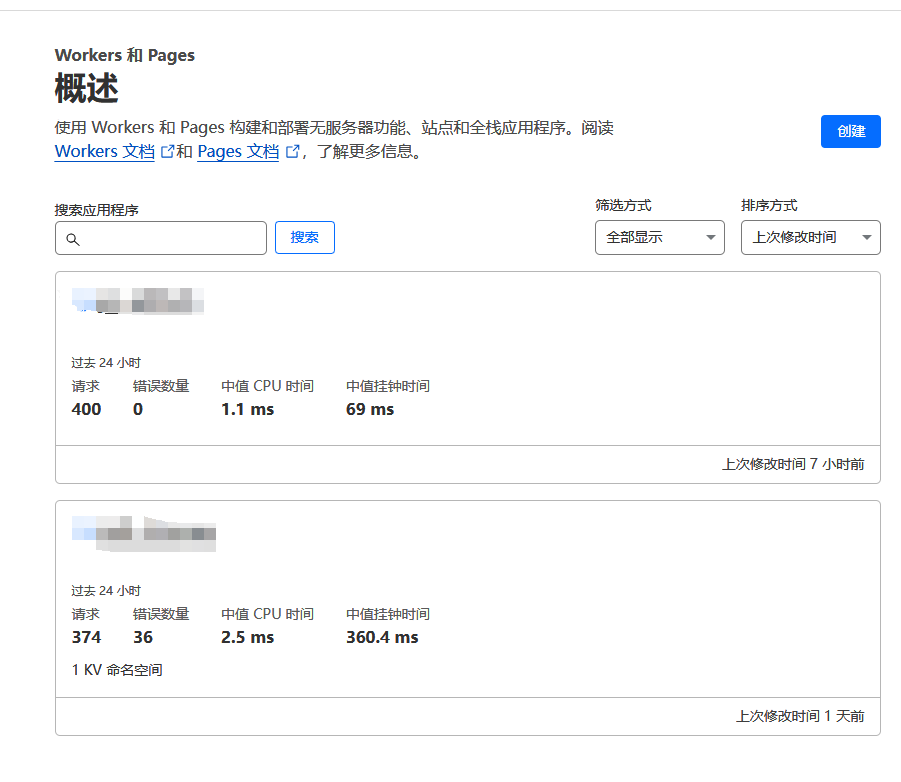 Workers 和 Pages
概述
使用 Workers 和 Pages 构建和部署无服务器功能、站点和全栈应用程序。阅读
Workers 文档 和 Pages 文档 ，了解更多信息。
创建
搜索应用程序
搜索
筛选方式
全部显示
排序方式
上次修改时间
过去 24 小时
请求 错误数量 中值 CPU 时间 中值挂钟时间
400 0 1.1 ms 69 ms
上次修改时间 7 小时前
过去 24 小时
请求 错误数量 中值 CPU 时间 中值挂钟时间
374 36 2.5 ms 360.4 ms
1 KV 命名空间
上次修改时间 1 天前